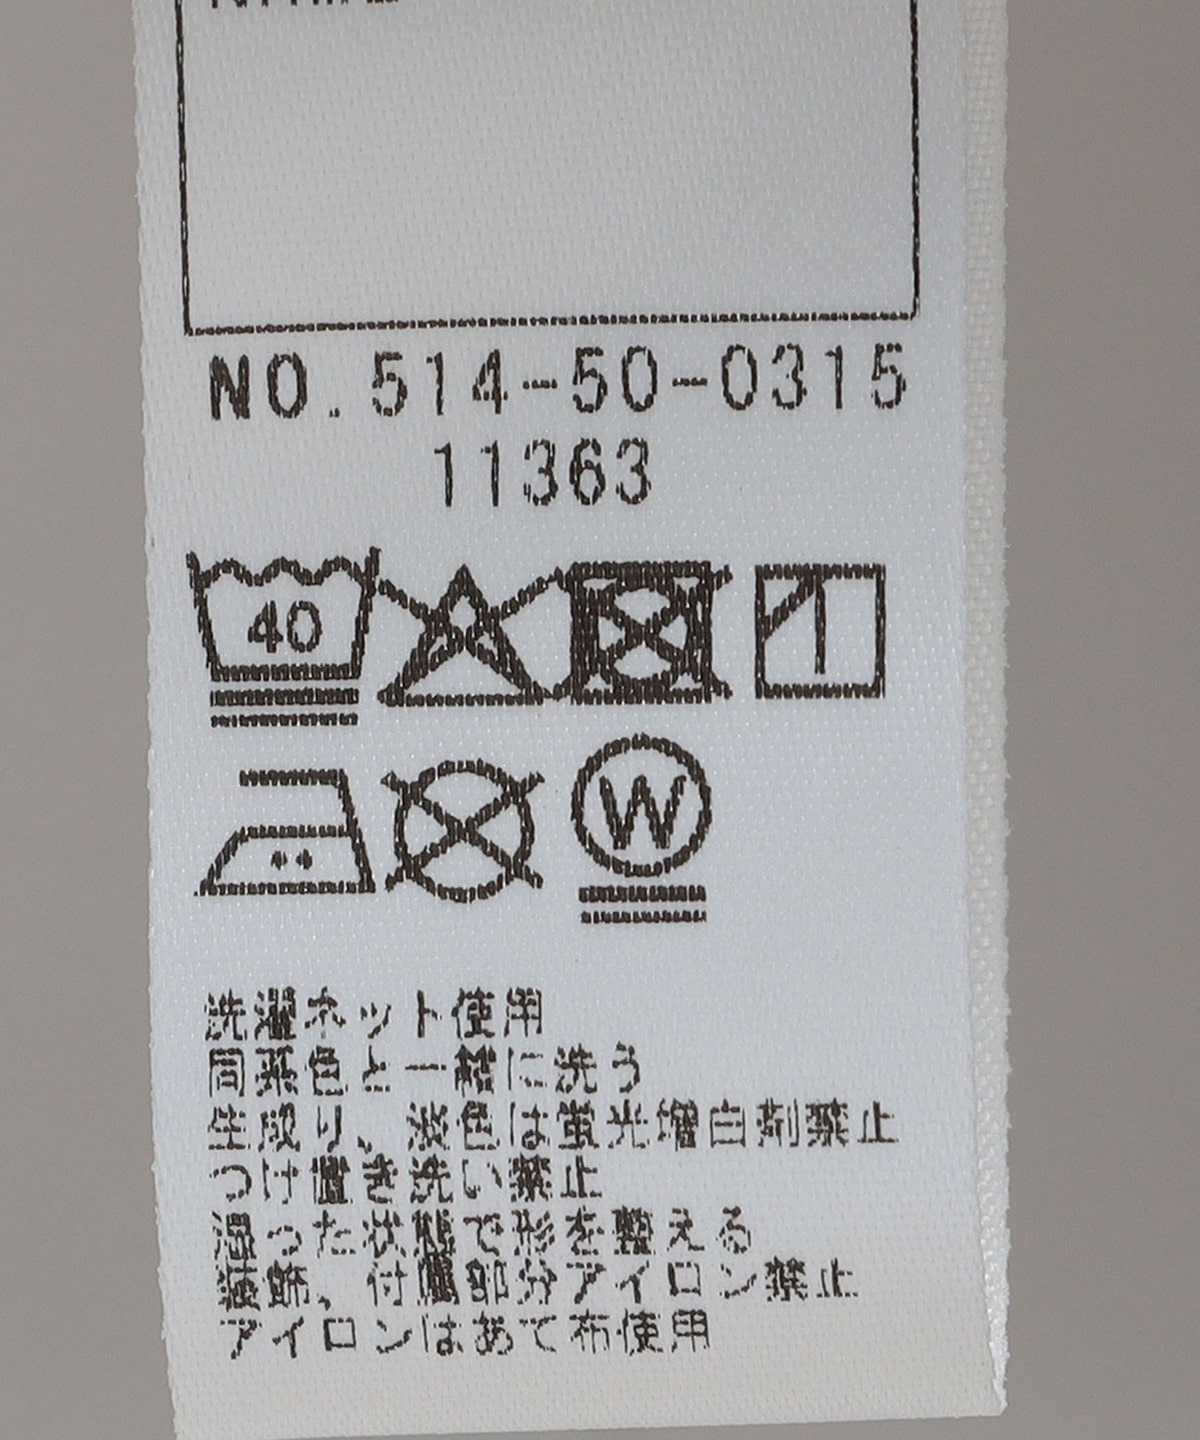 NO.514-50-0315
11363
40
W
洗濯ネット使用
同系色と一緒に洗う
生成り、淡色は蛍光増白剤禁止
つけ置き洗い禁止
湿った状態で形を整える
装飾、付属部分アイロン禁止
アイロンはあて布使用